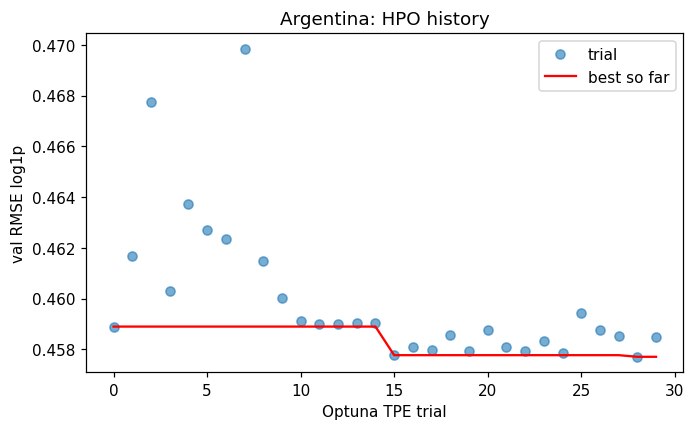 Argentina: HPO history
0.470
0.468
0.466
0.464
0.462
0.460
0.458
val RMSE log1p
trial
best so far
0 5 10 15 20 25 30
Optuna TPE trial